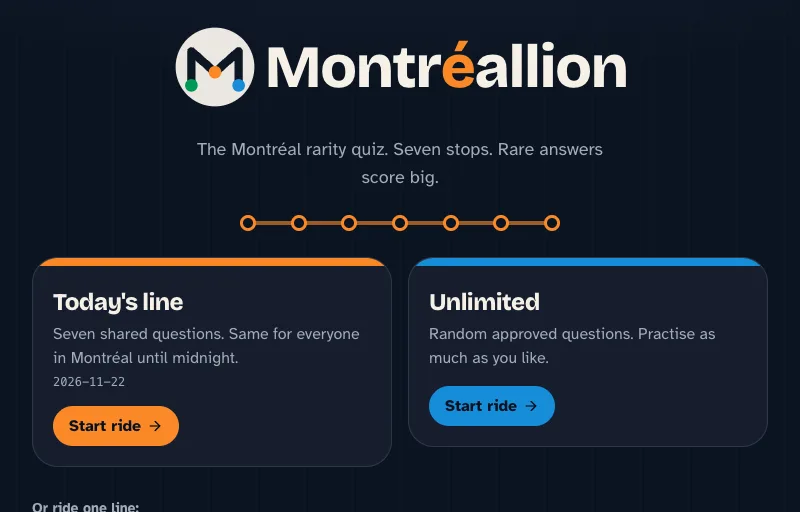 Montréallion
The Montréal rarity quiz. Seven stops. Rare answers
score big.
Today's line
Seven shared questions. Same for everyone
in Montréal until midnight.
2026-11-22
Start ride →
Unlimited
Random approved questions. Practise as
much as you like.
Start ride →
Or ride one line: